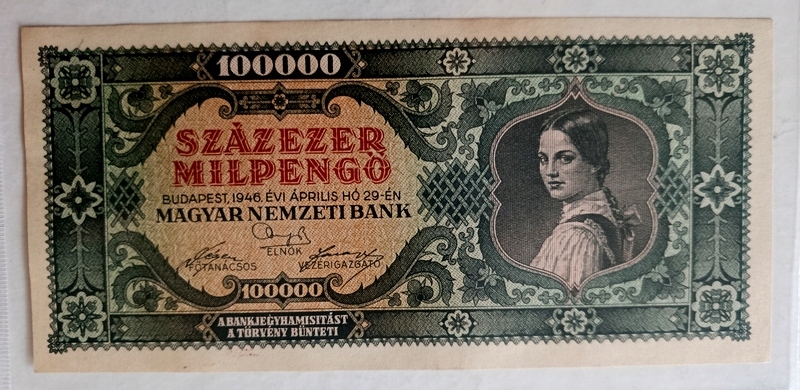 100000
SZÁZEZER
MILPENGŐ
BUDAPEST, 1946. ÉVI ÁPRILIS HÓ 29-ÉN
MAGYAR NEMZETI BANK
ELNÖK
FŐTANÁCSOS
VEZÉRIGAZGATÓ
100000
A BANKJEGYHAMISÍTÁST
A TÖRVÉNY BÜNTETI